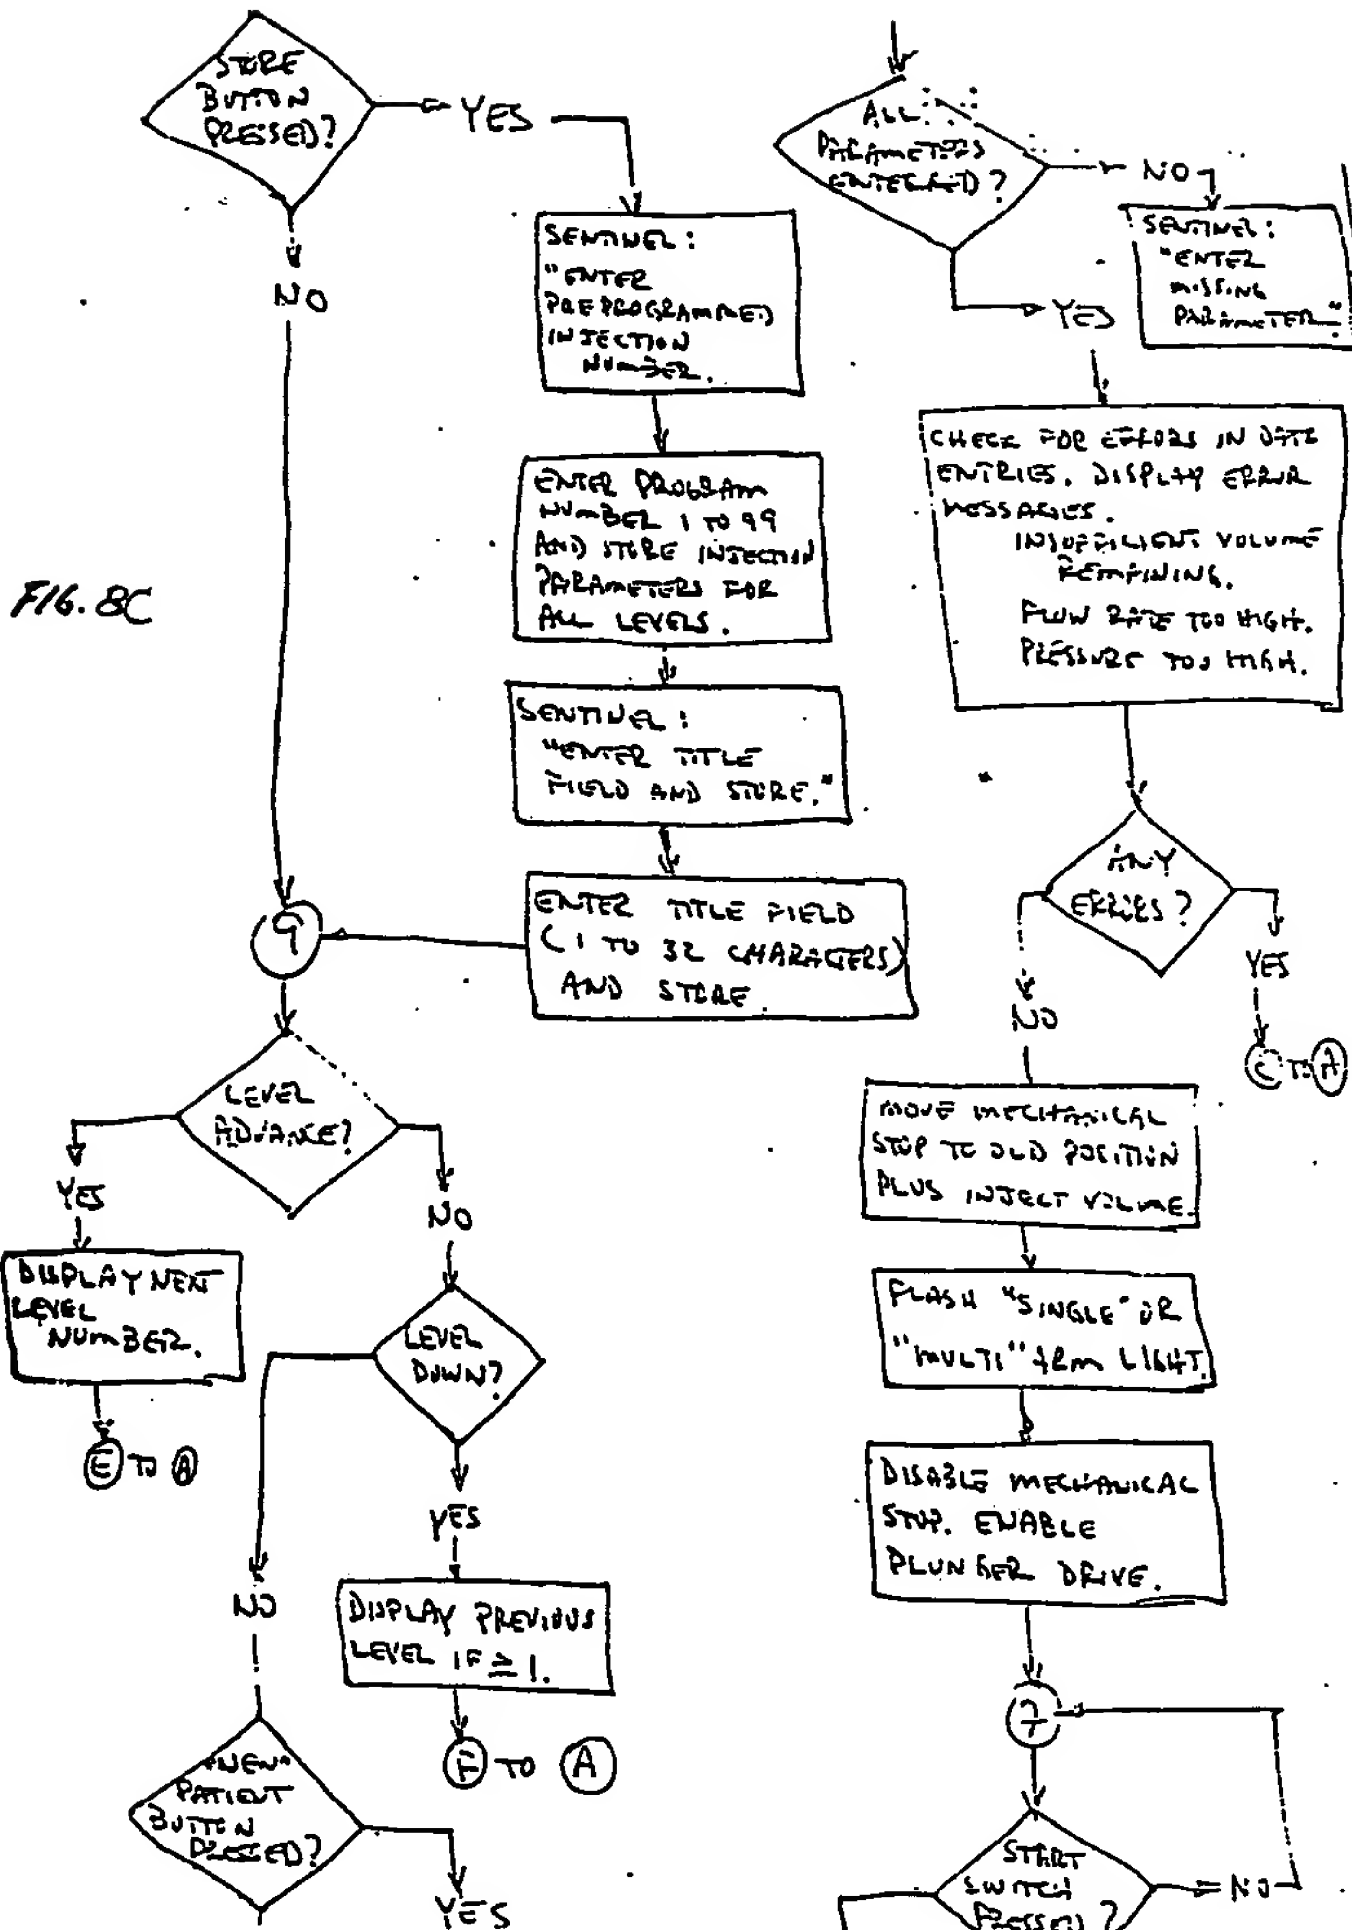 STORE
BUTTON
PRESSED?
YES
NO
SENTINEL:
"ENTER
PREPROGRAMMED
INJECTION
NUMBER.
ENTER PROGRAM
NUMBER 1 TO 99
AND STORE INJECTION
PARAMETERS FOR
ALL LEVELS.
SENTINEL:
"ENTER TITLE
FIELD AND STORE."
ENTER TITLE FIELD
(1 TO 32 CHARACTERS)
AND STORE.
FIG. 8C
9
LEVEL
ADVANCE?
YES
NO
DISPLAY NEXT
LEVEL
NUMBER.
E TO A
LEVEL
DOWN?
YES
NO
DISPLAY PREVIOUS
LEVEL IF ≥ 1.
F TO A
"NEW"
PATIENT
BUTTON
PRESSED?
YES
ALL
PARAMETERS
ENTERED?
NO
SENTINEL:
"ENTER
MISSING
PARAMETER."
YES
CHECK FOR ERRORS IN DATA
ENTRIES. DISPLAY ERROR
MESSAGES.
INSUFFICIENT VOLUME
REMAINING.
FLOW RATE TOO HIGH.
PRESSURE TOO HIGH.
ANY
ERRORS?
YES
C TO A
NO
MOVE MECHANICAL
STOP TO OLD POSITION
PLUS INJECT VOLUME.
FLASH "SINGLE" OR
"MULTI" ARM LIGHT.
DISABLE MECHANICAL
STOP. ENABLE
PLUNGER DRIVE.
7
START
SWITCH
PRESSED?
NO